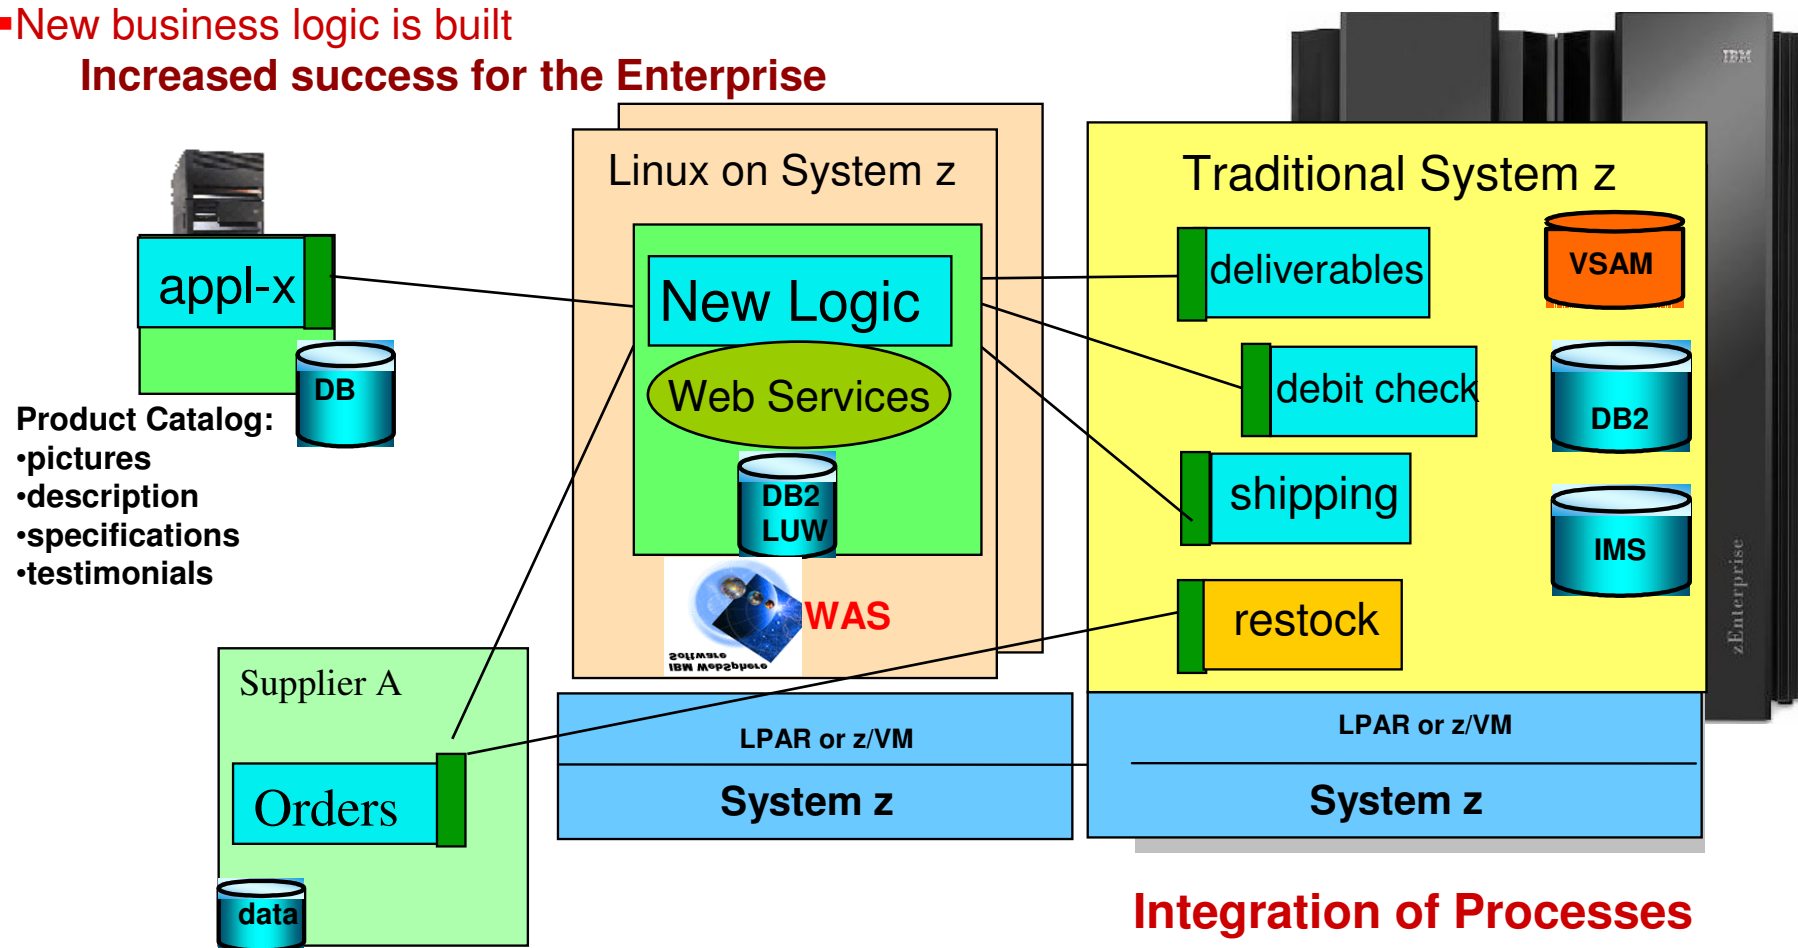 ▪New business logic is built
Increased success for the Enterprise
IBM
Linux on System z
Traditional System z
appl-x
New Logic
deliverables
VSAM
DB
Web Services
debit check
DB2
Product Catalog:
•pictures
•description
•specifications
•testimonials
DB2
LUW
shipping
IMS
zEnterprise
WAS
IBM WebSphere
Software
restock
Supplier A
Orders
data
LPAR or z/VM
System z
LPAR or z/VM
System z
Integration of Processes